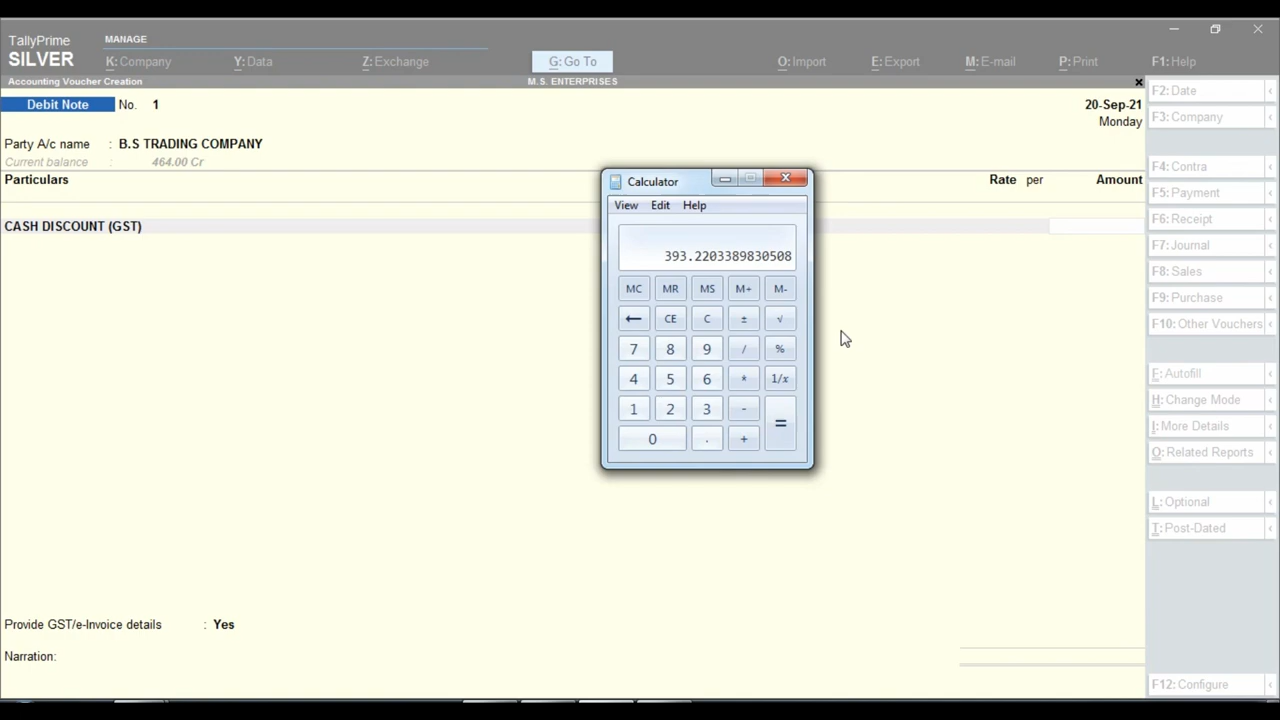 TallyPrime
SILVER
MANAGE
K: Company Y: Data Z: Exchange G: Go To O: Import E: Export M: E-mail P: Print F1: Help
Accounting Voucher Creation M.S. ENTERPRISES
Debit Note No. 1 20-Sep-21
Monday
Party A/c name : B.S TRADING COMPANY
Current balance : 464.00 Cr
Particulars Rate per Amount
CASH DISCOUNT (GST)
Provide GST/e-Invoice details : Yes
Narration:
Calculator
View Edit Help
393.2203389830508
MC MR MS M+ M-
← CE C ± √
7 8 9 / %
4 5 6 * 1/x
1 2 3 - =
0 . +
F2: Date
F3: Company
F4: Contra
F5: Payment
F6: Receipt
F7: Journal
F8: Sales
F9: Purchase
F10: Other Vouchers
E: Autofill
H: Change Mode
I: More Details
O: Related Reports
L: Optional
T: Post-Dated
F12: Configure